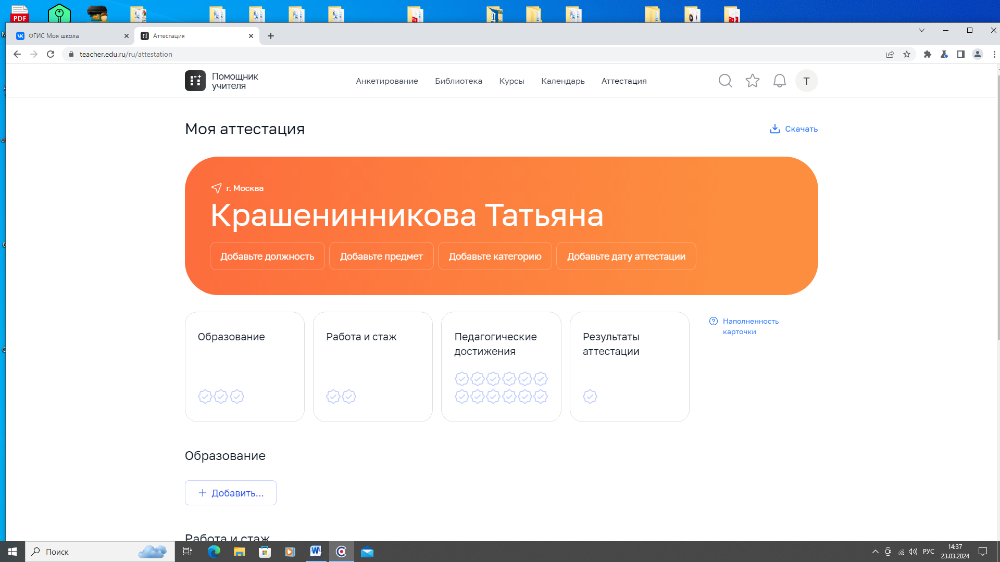 PDF
ФГИС Моя школа
Аттестация
teacher.edu.ru/ru/attestation
Помощник
учителя
Анкетирование
Библиотека
Курсы
Календарь
Аттестация
Т
Моя аттестация
Скачать
г. Москва
Крашенинникова Татьяна
Добавьте должность
Добавьте предмет
Добавьте категорию
Добавьте дату аттестации
Образование
Работа и стаж
Педагогические
достижения
Результаты
аттестации
Наполненность
карточки
Образование
+ Добавить...
Работа и стаж
Поиск
РУС
14:37
23.03.2024